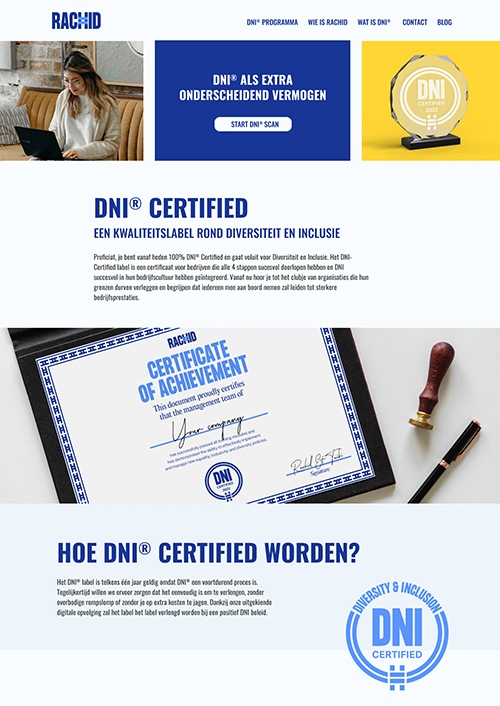 RACHID
DNI® PROGRAMMA WIE IS RACHID WAT IS DNI® CONTACT BLOG
DNI® ALS EXTRA
ONDERSCHEIDEND VERMOGEN
START DNI® SCAN
DNI
CERTIFIED
2023
DNI® CERTIFIED
EEN KWALITEITSLABEL ROND DIVERSITEIT EN INCLUSIE
Proficiat, je bent vanaf heden 100% DNI® Certified en gaat voluit voor Diversiteit en Inclusie. Het DNI-
Certified label is een certificaat voor bedrijven die alle 4 stappen sucesvol doorlopen hebben en DNI
succesvol in hun bedrijfscultuur hebben geïntegreerd. Vanaf nu hoor je tot het clubje van organisaties die hun
grenzen durven verleggen en begrijpen dat iedereen mee aan boord nemen zal leiden tot sterkere
bedrijfsprestaties.
RACHID
CERTIFICATE
OF ACHIEVEMENT
This document proudly certifies
that the management team of
Your company
has successfully passed all training modules and
has demonstrated the ability to effectively implement
and manage new equality, inclusivity and diversity policies.
DNI
CERTIFIED
2023
Signature
HOE DNI® CERTIFIED WORDEN?
Het DNI® label is telkens één jaar geldig omdat DNI® een voortdurend proces is.
Tegelijkertijd willen we ervoor zorgen dat het eenvoudig is om te verlengen, zonder
overbodige rompslomp of zonder je op extra kosten te jagen. Dankzij onze uitgekiende
digitale opvolging zal het label het label verlengd worden bij een positief DNI beleid.
DIVERSITY & INCLUSION
DNI
CERTIFIED